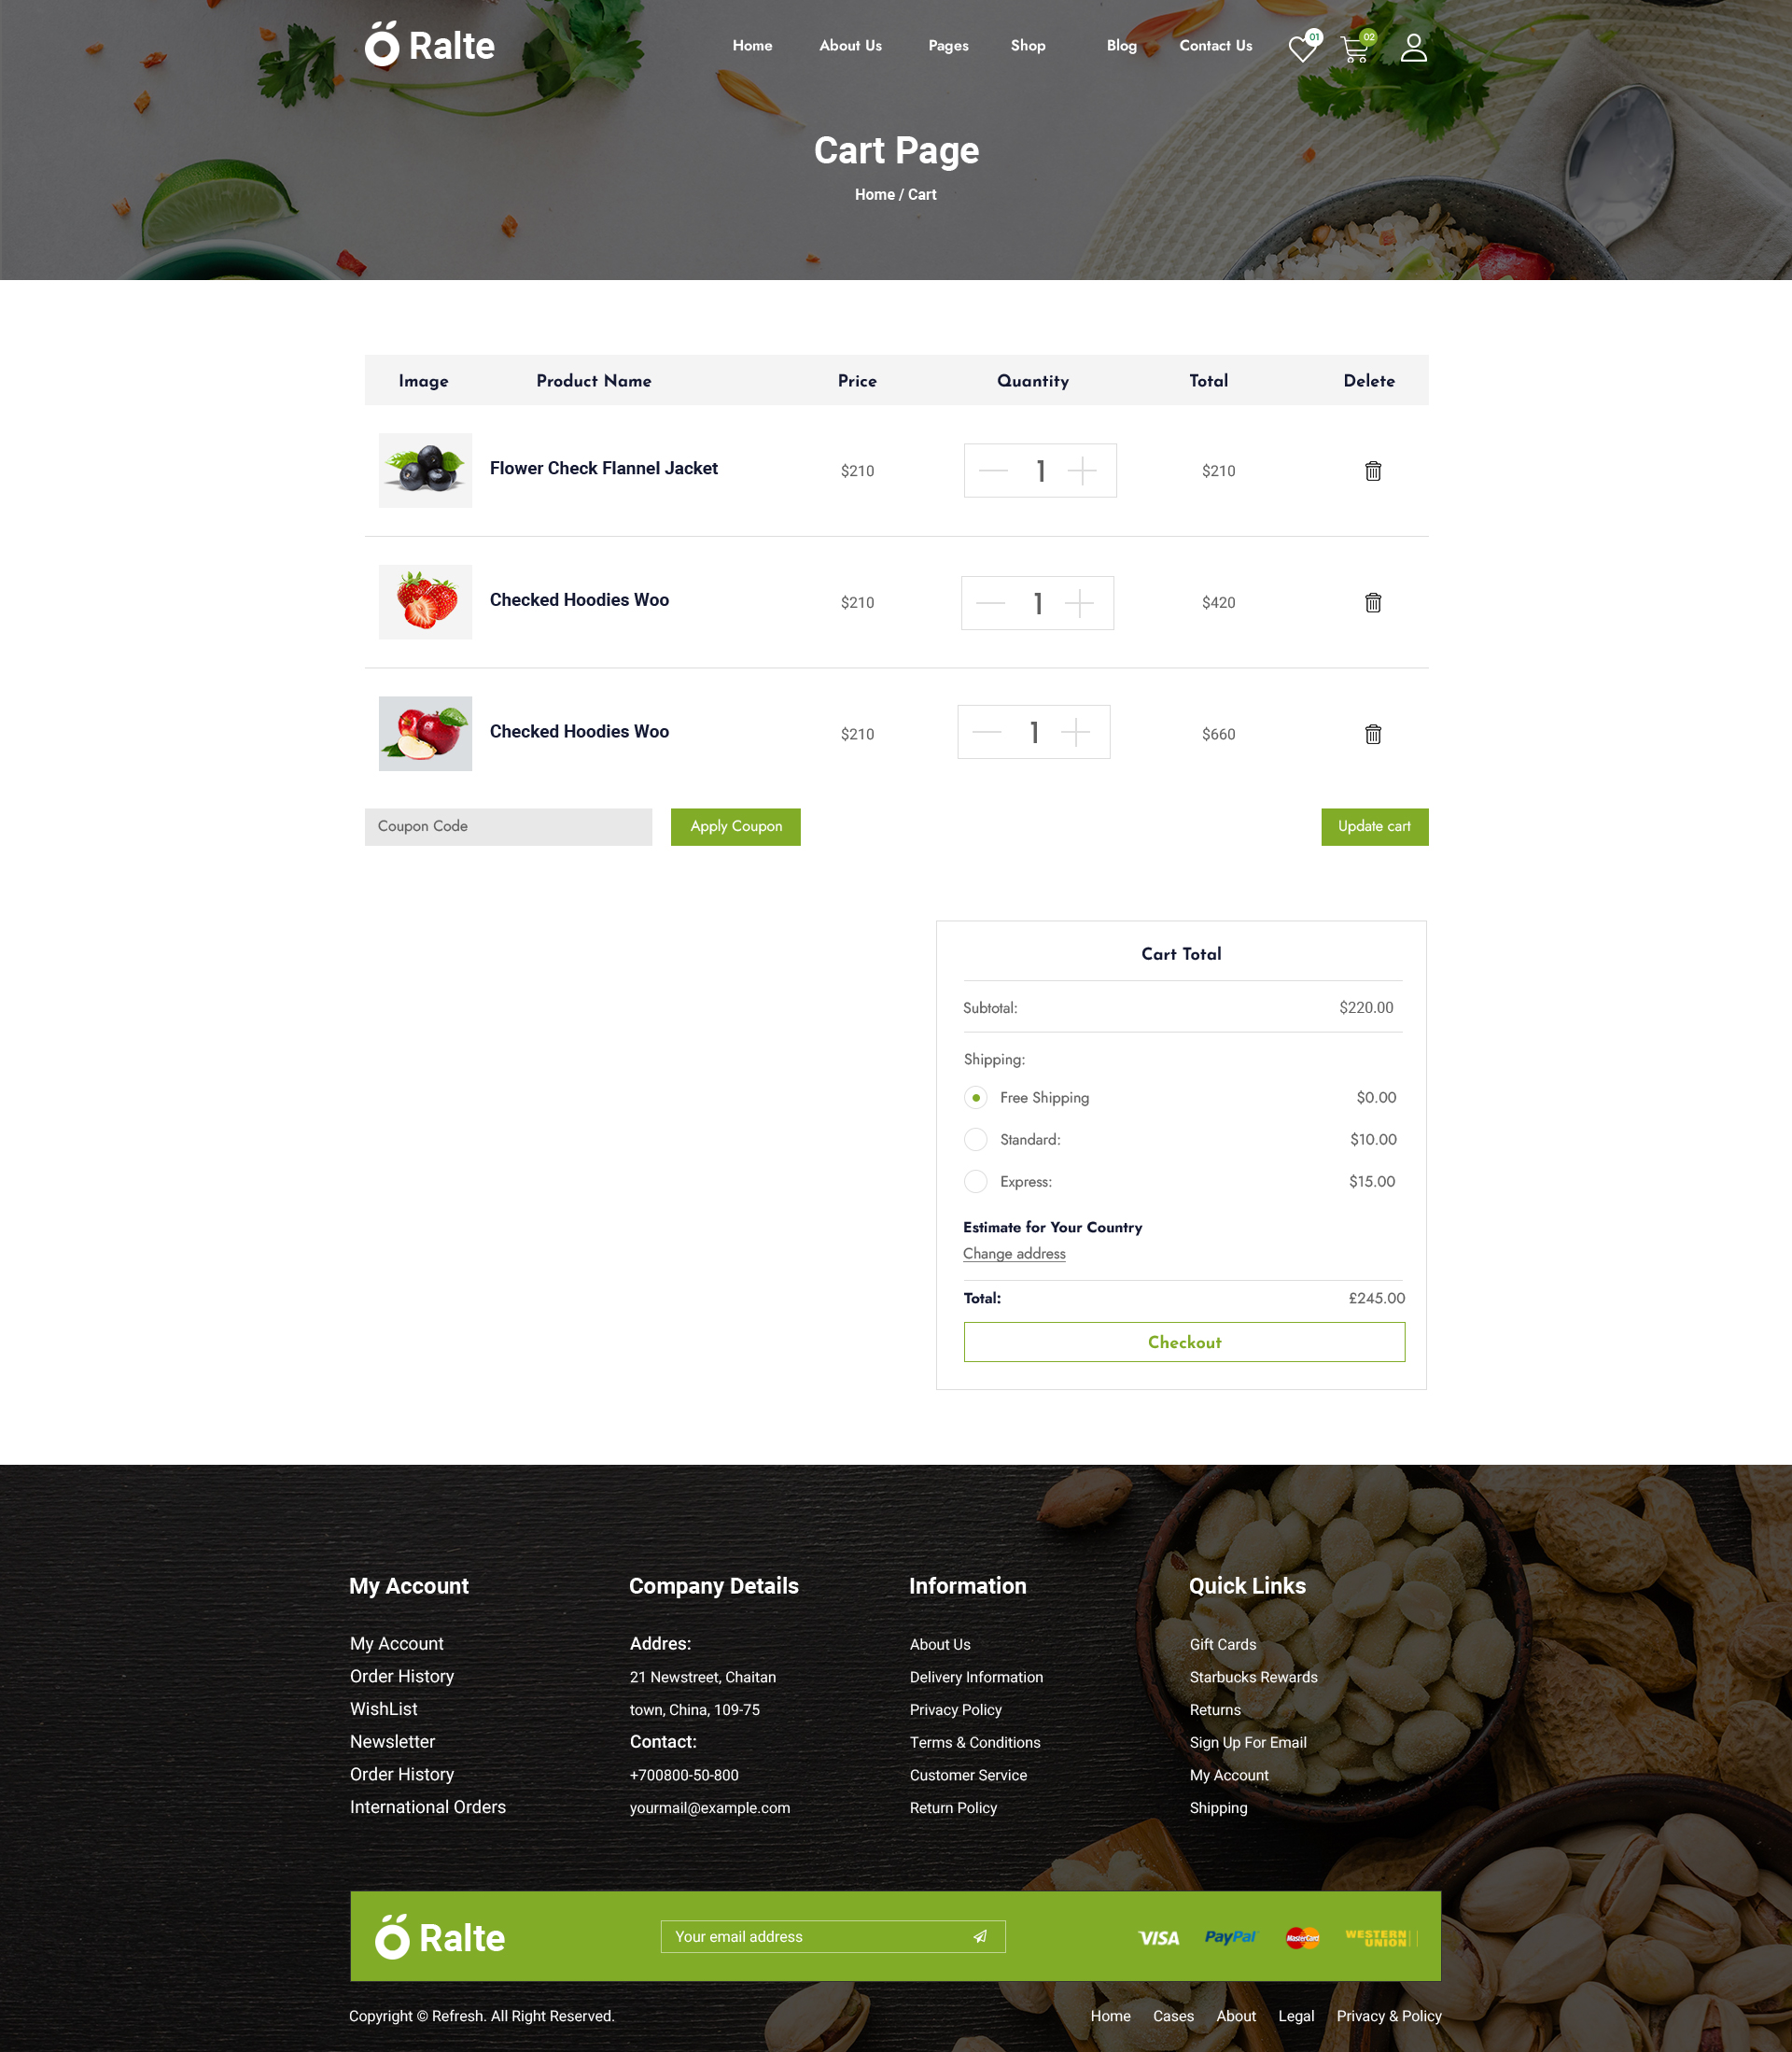 Ralte Home About Us Pages Shop Blog Contact Us 01 02
Cart Page
Home / Cart
Image Product Name Price Quantity Total Delete
Flower Check Flannel Jacket $210 1 $210
Checked Hoodies Woo $210 1 $420
Checked Hoodies Woo $210 1 $660
Coupon Code Apply Coupon Update cart
Cart Total
Subtotal: $220.00
Shipping:
Free Shipping $0.00
Standard: $10.00
Express: $15.00
Estimate for Your Country
Change address
Total: £245.00
Checkout
My Account Company Details Information Quick Links
My Account Addres: About Us Gift Cards
Order History 21 Newstreet, Chaitan Delivery Information Starbucks Rewards
WishList town, China, 109-75 Privacy Policy Returns
Newsletter Contact: Terms & Conditions Sign Up For Email
Order History +700800-50-800 Customer Service My Account
International Orders yourmail@example.com Return Policy Shipping
Ralte Your email address VISA PayPal MasterCard WESTERN UNION
Copyright © Refresh. All Right Reserved. Home Cases About Legal Privacy & Policy